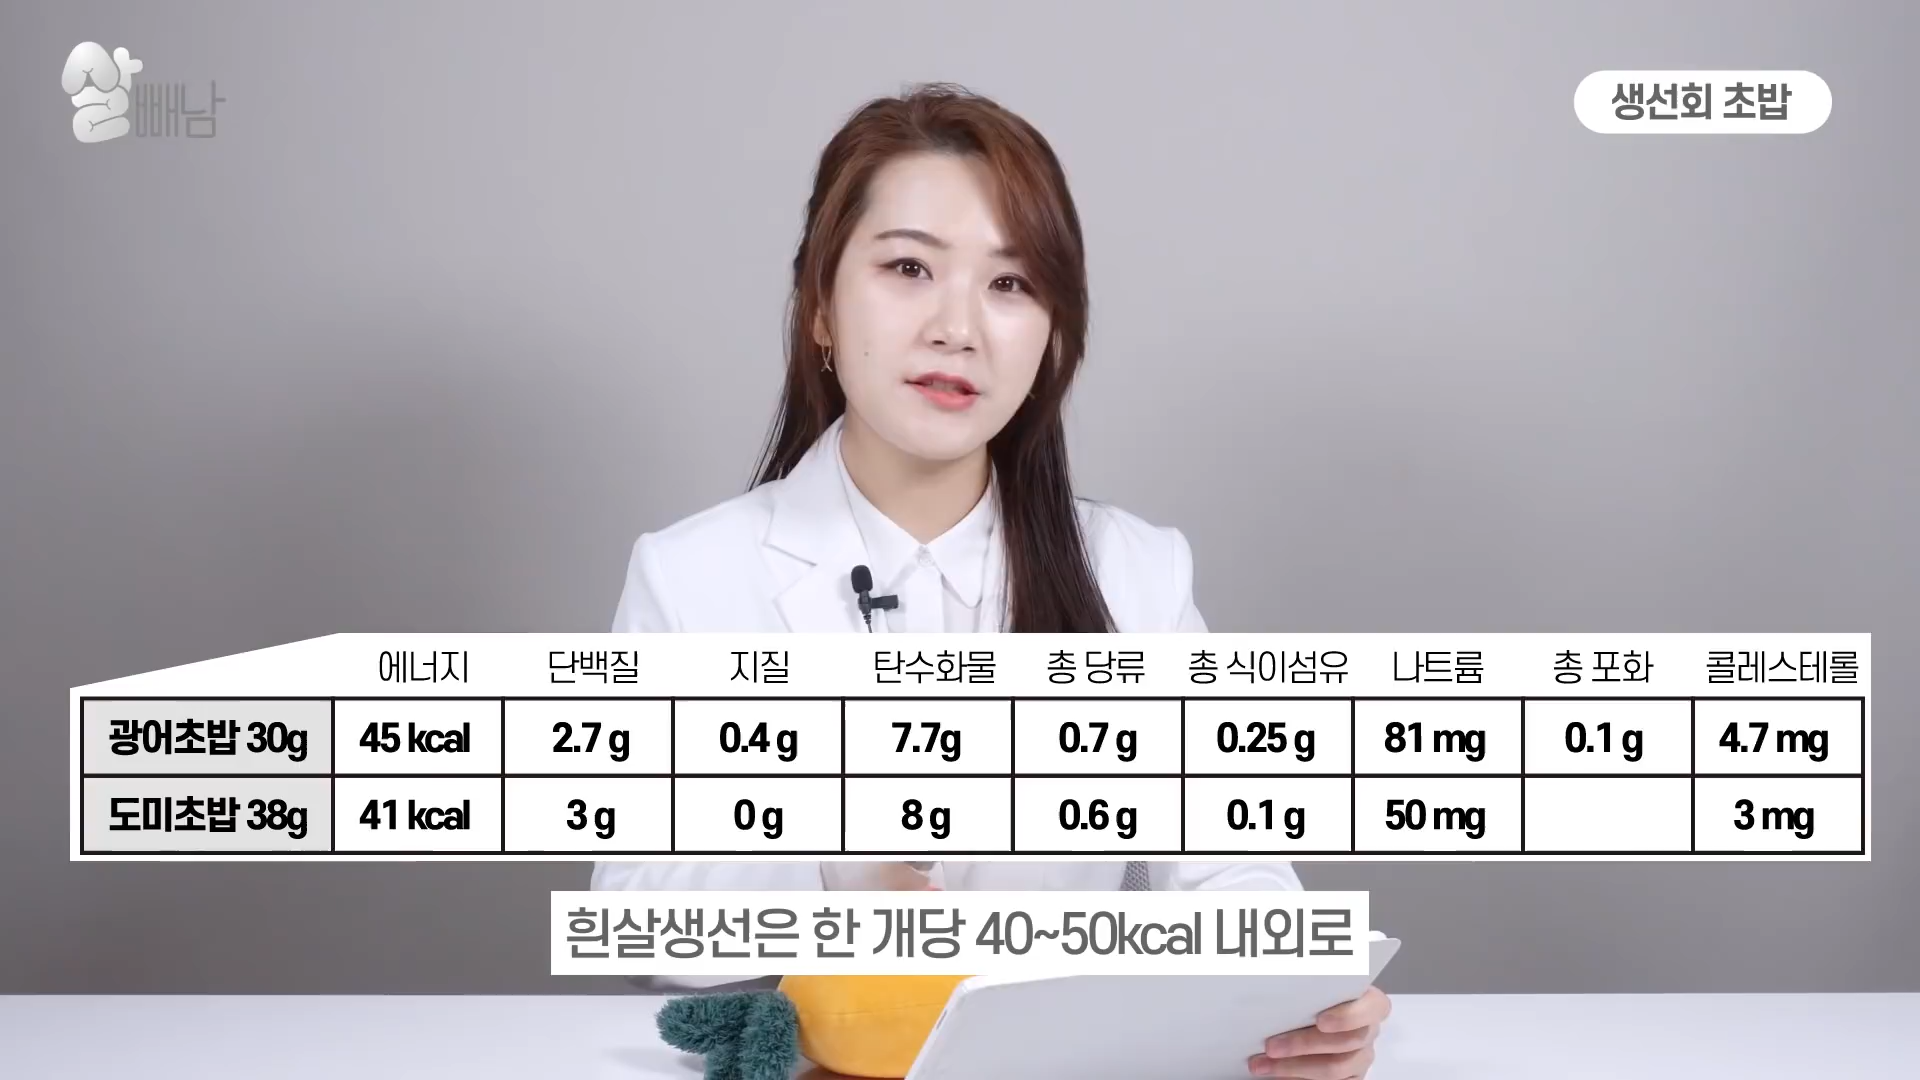 살빼남
생선회 초밥
에너지 단백질 지질 탄수화물 총 당류 총 식이섬유 나트륨 총 포화 콜레스테롤
광어초밥 30g 45 kcal 2.7 g 0.4 g 7.7g 0.7 g 0.25 g 81 mg 0.1 g 4.7 mg
도미초밥 38g 41 kcal 3 g 0 g 8 g 0.6 g 0.1 g 50 mg 3 mg
흰살생선은 한 개당 40~50kcal 내외로